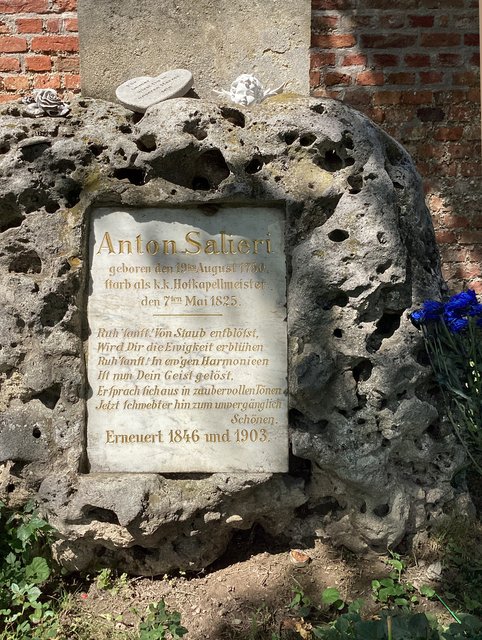 Anton Salieri
geboren den 19ten August 1750,
starb als k.k. Hofkapellmeister
den 7ten Mai 1825.
Ruh' sanft! Von Staub entblößt,
Wird Dir die Ewigkeit erblühen
Ruh' sanft! In ew'gen Harmonieen
Ist nun Dein Geist gelöst,
Er sprach sich aus in zaubervollen Tönen
Jetzt schwebt er hin zum unvergänglich
Schönen.
Erneuert 1846 und 1903.